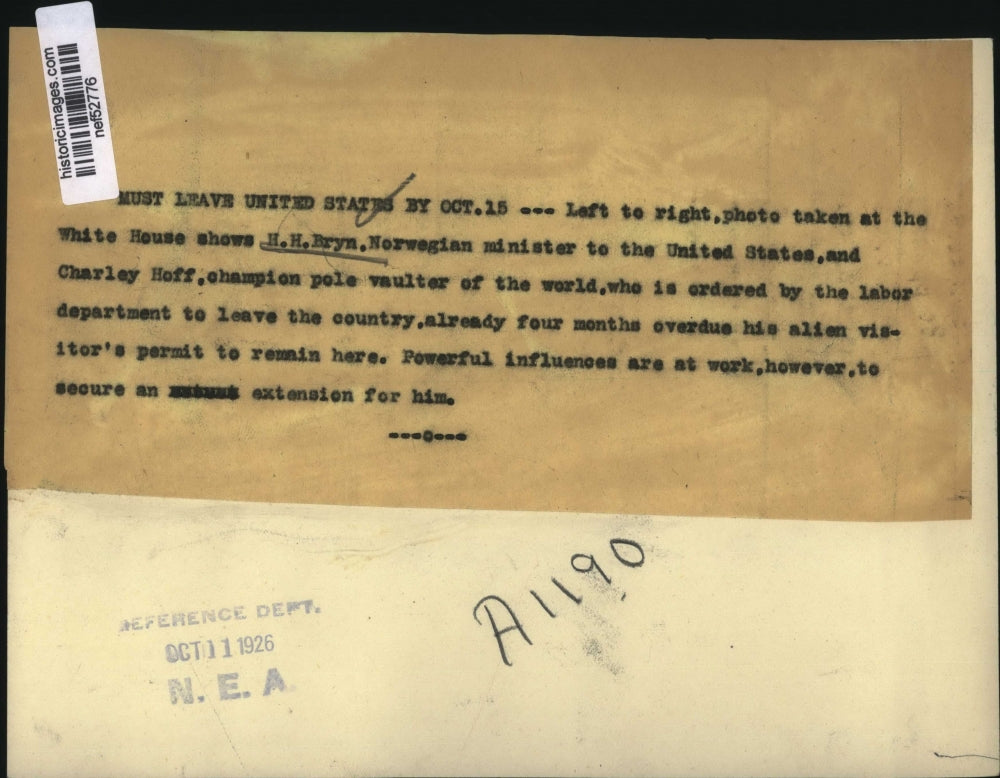 historicimages.com
nef52776
MUST LEAVE UNITED STATES BY OCT.15 --- Left to right,photo taken at the
White House shows H.H.Bryn,Norwegian minister to the United States,and
Charley Hoff,champion pole vaulter of the world,who is ordered by the labor
department to leave the country,already four months overdue his alien vis-
itor's permit to remain here. Powerful influences are at work,however,to
secure an extension for him.
---o---
A1190
REFERENCE DEPT.
OCT 11 1926
N. E. A.